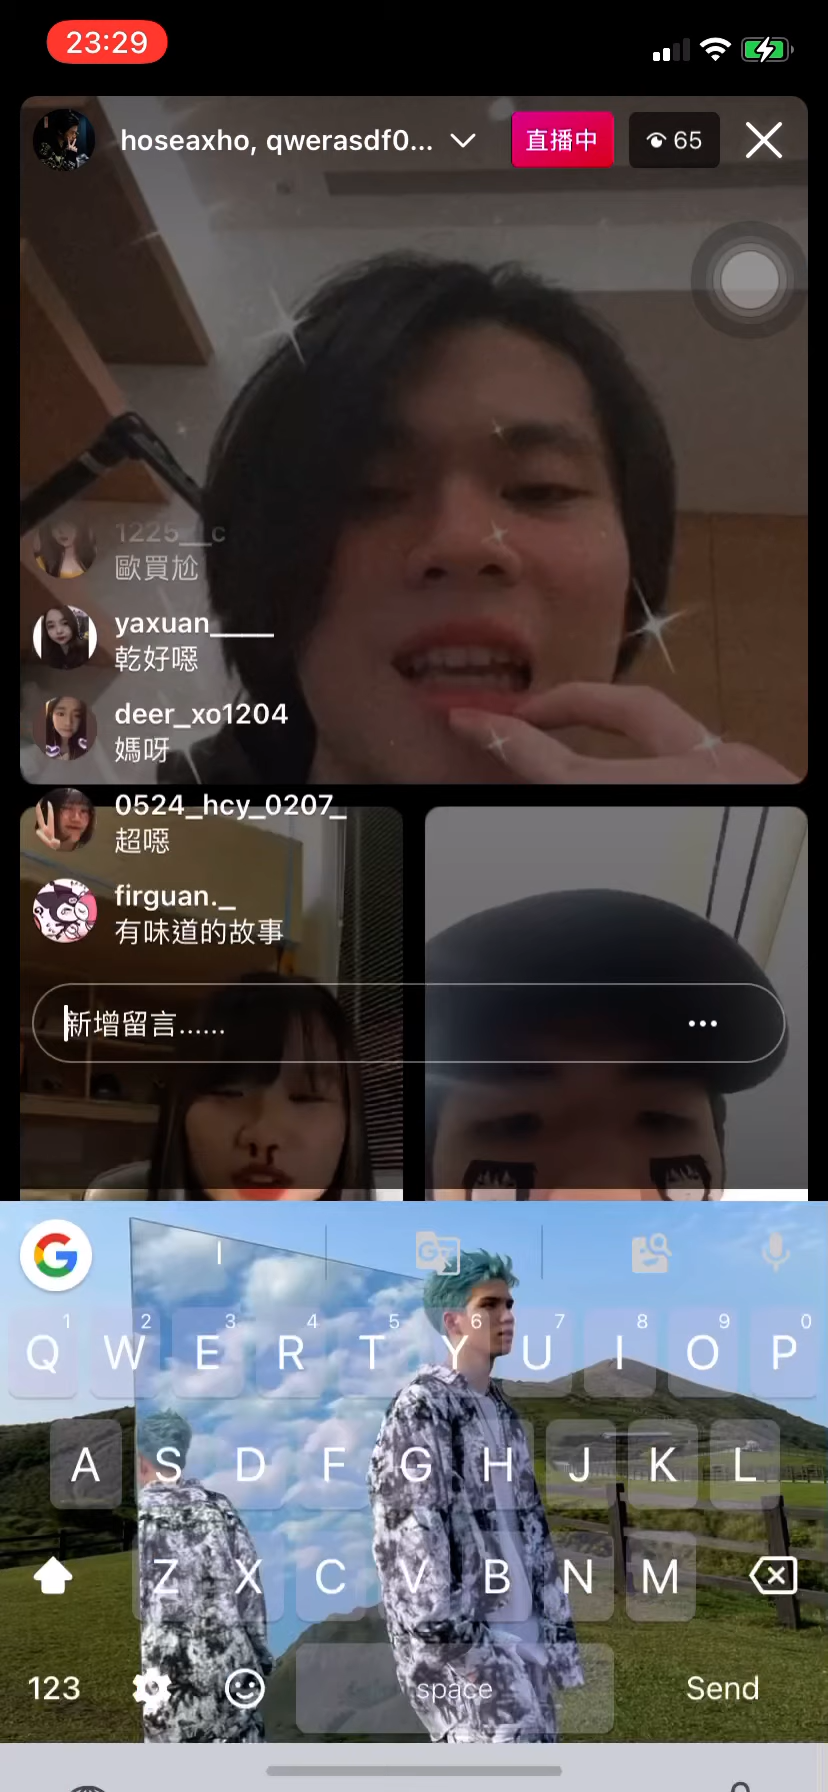 23:29
hoseaxho, qwerasdf0... 直播中 65
1225__c
歐買尬
yaxuan____
乾好噁
deer_xo1204
媽呀
0524_hcy_0207_
超噁
firguan._
有味道的故事
新增留言......
I
1 2 3 4 5 6 7 8 9 0
Q W E R T Y U I O P
A S D F G H J K L
Z X C V B N M
123 space Send